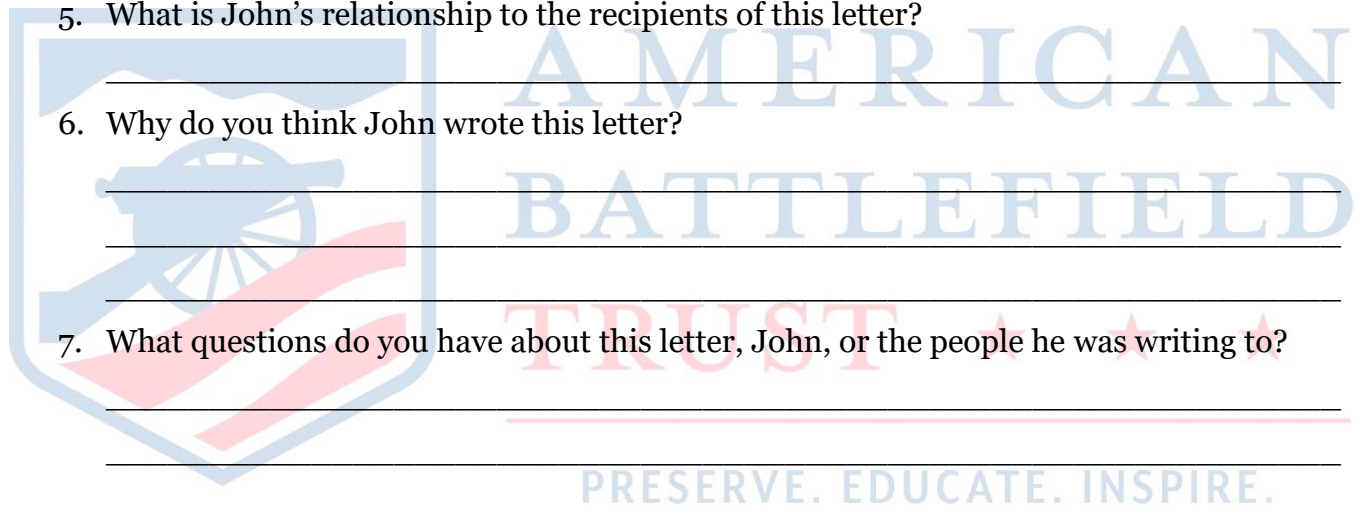 5. What is John’s relationship to the recipients of this letter?
6. Why do you think John wrote this letter?
7. What questions do you have about this letter, John, or the people he was writing to?
AMERICAN
BATTLEFIELD
TRUST
PRESERVE. EDUCATE. INSPIRE.